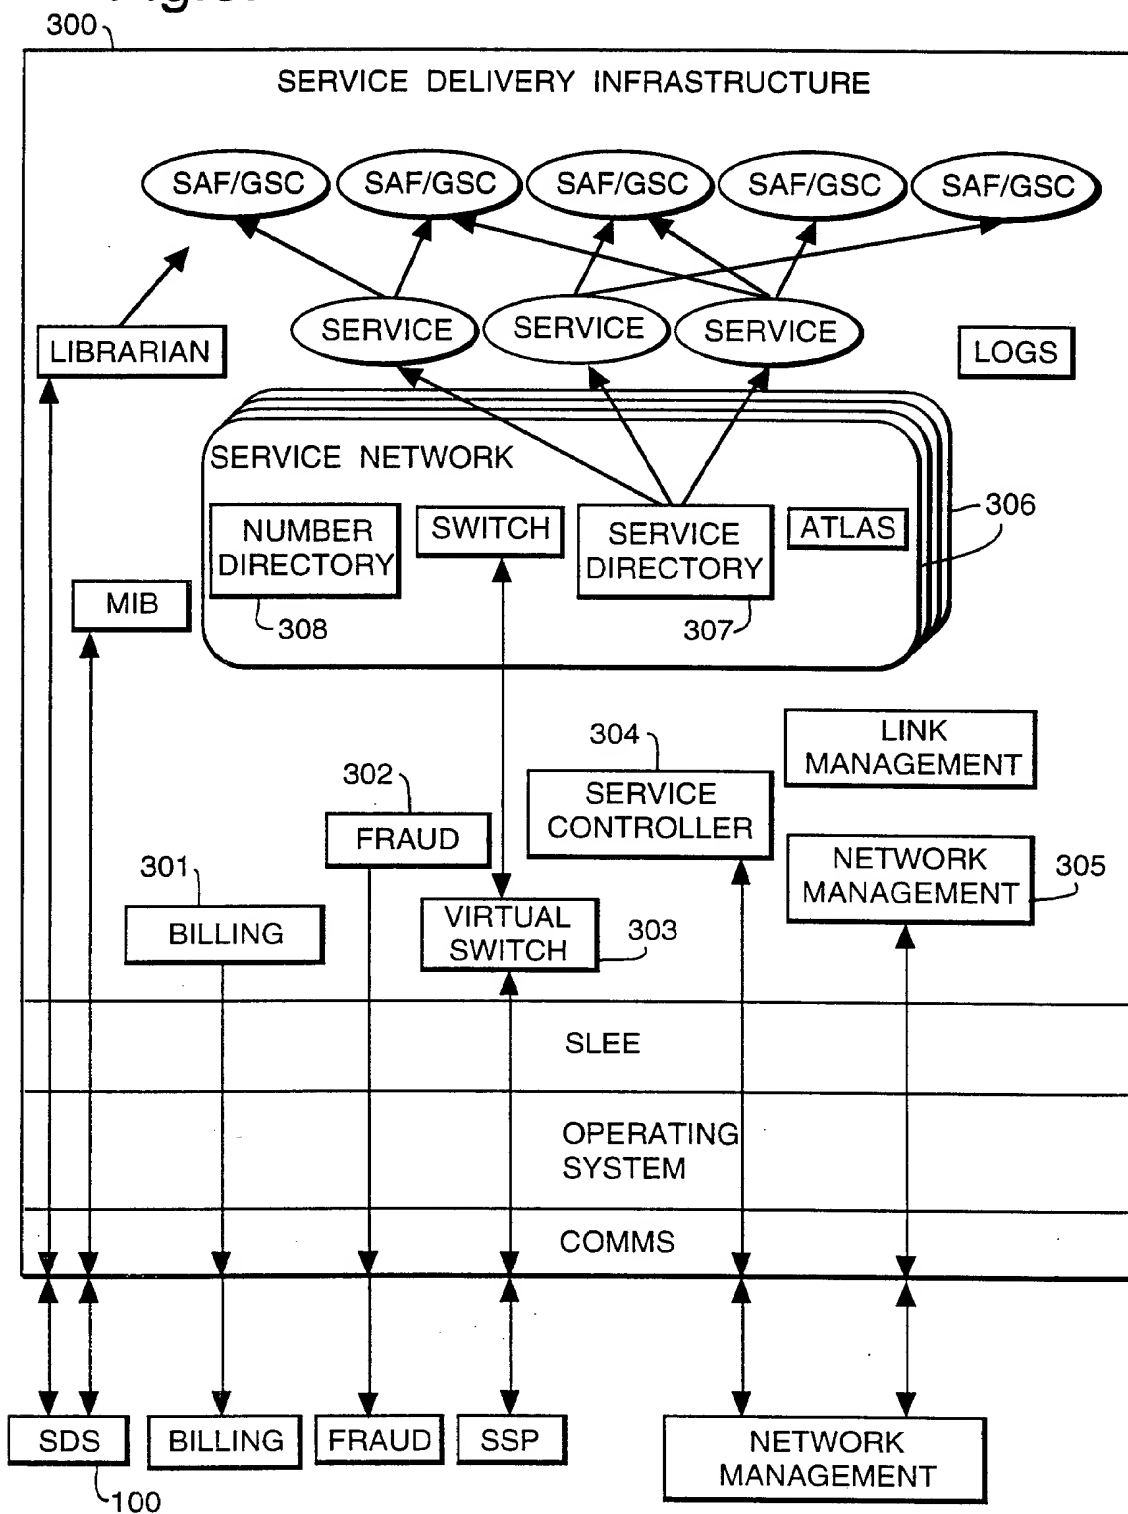 300
SERVICE DELIVERY INFRASTRUCTURE
SAF/GSC SAF/GSC SAF/GSC SAF/GSC SAF/GSC
SERVICE SERVICE SERVICE
LIBRARIAN
LOGS
SERVICE NETWORK
NUMBER
DIRECTORY
SWITCH
SERVICE
DIRECTORY
ATLAS
306
MIB
308
307
304
LINK
MANAGEMENT
302
SERVICE
CONTROLLER
FRAUD
NETWORK
MANAGEMENT
305
301
BILLING
VIRTUAL
SWITCH
303
SLEE
OPERATING
SYSTEM
COMMS
SDS
BILLING
FRAUD
SSP
NETWORK
MANAGEMENT
100